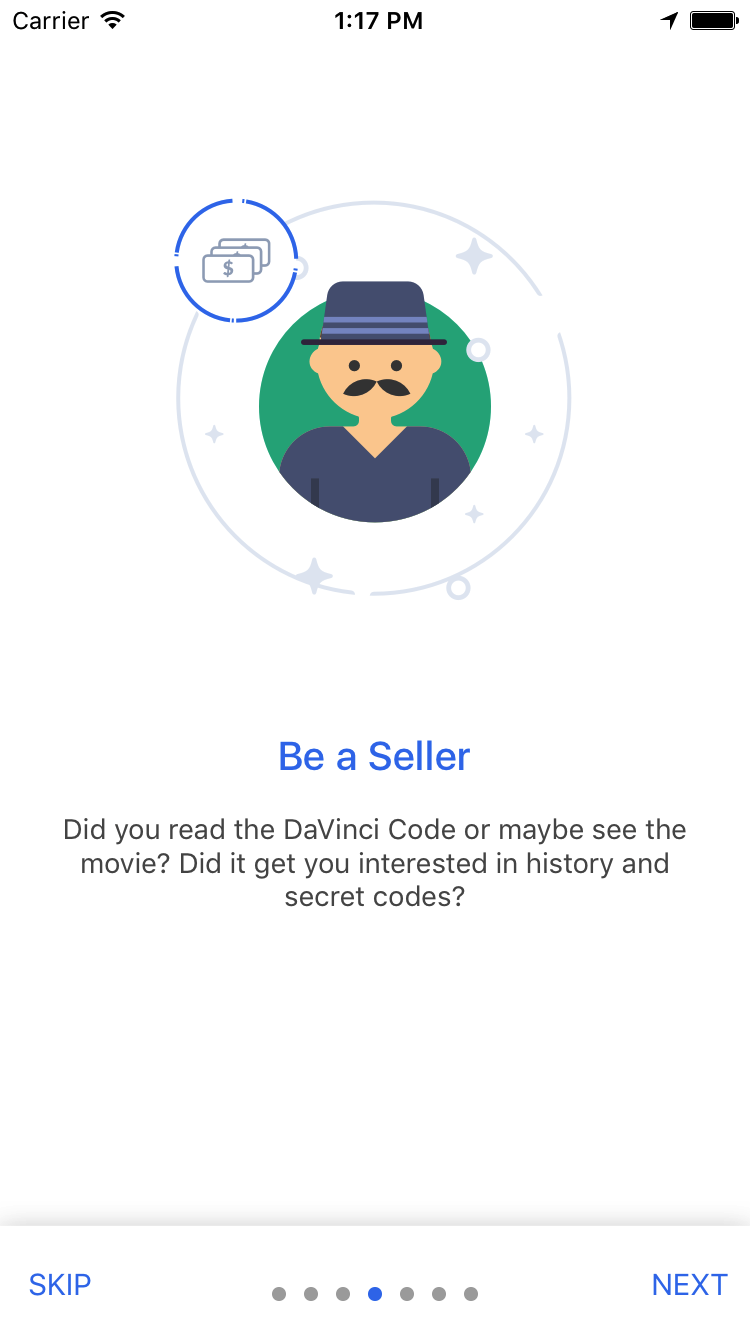 Carrier 1:17 PM
$
Be a Seller
Did you read the DaVinci Code or maybe see the
movie? Did it get you interested in history and
secret codes?
SKIP NEXT